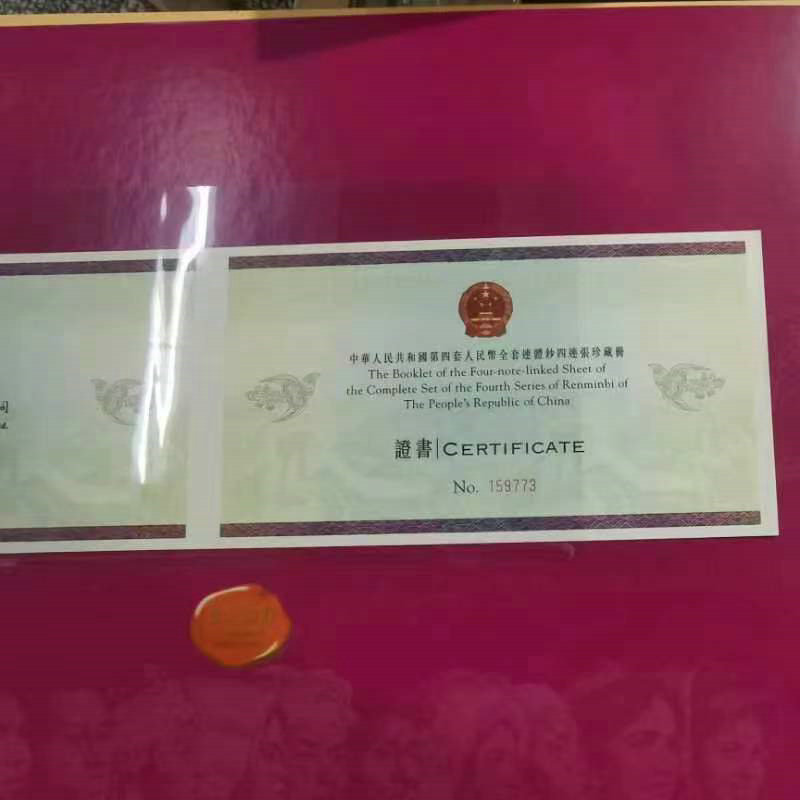 中華人民共和國第四套人民幣全套連體鈔四連張珍藏冊
The Booklet of the Four-note-linked Sheet of
the Complete Set of the Fourth Series of Renminbi of
The People's Republic of China
證書|CERTIFICATE
No. 159773